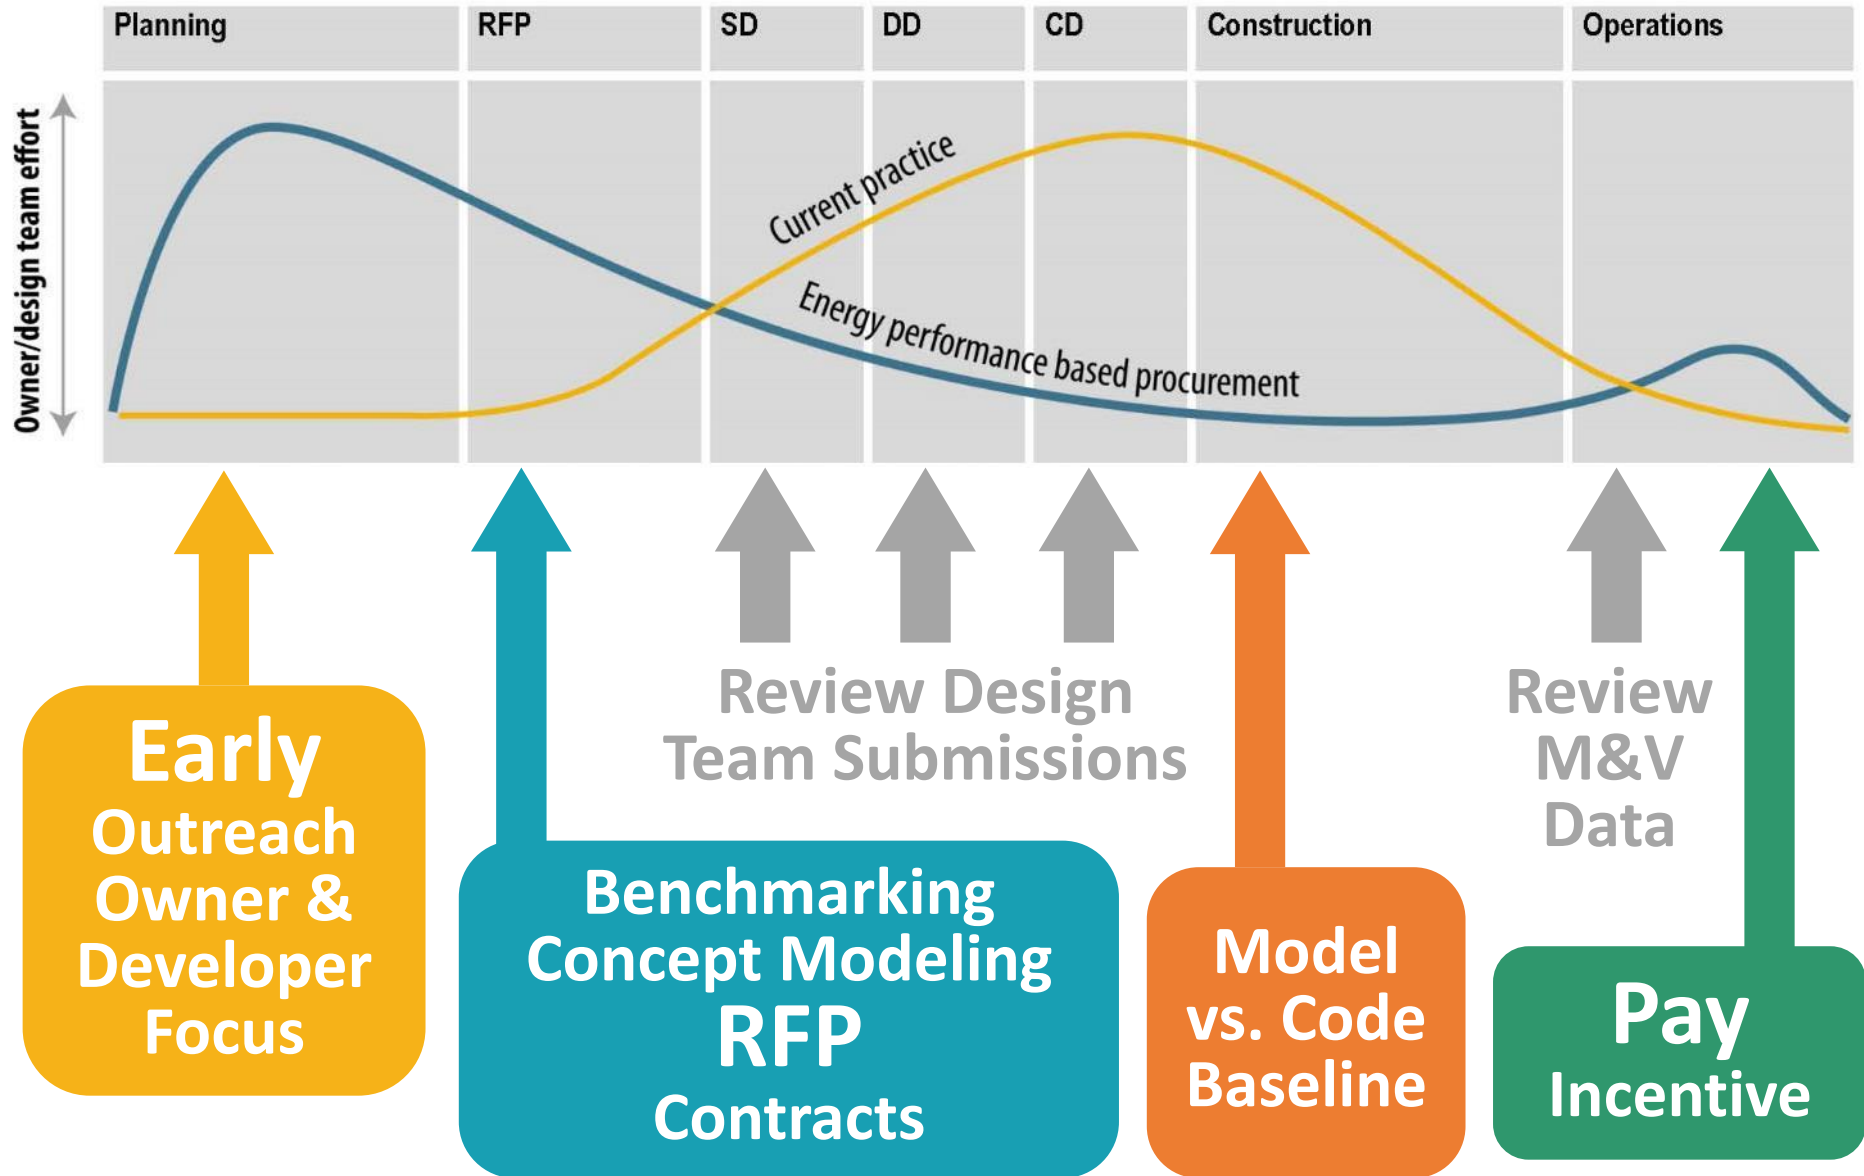 Planning
RFP
SD
DD
CD
Construction
Operations
Owner/design team effort
Current practice
Energy performance based procurement
Early
Outreach
Owner &
Developer
Focus
Benchmarking
Concept Modeling
RFP
Contracts
Review Design
Team Submissions
Model
vs. Code
Baseline
Review
M&V
Data
Pay
Incentive